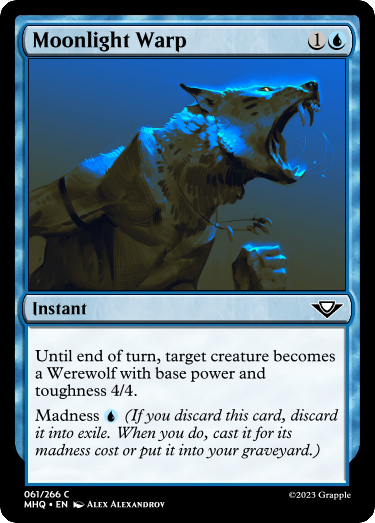 Moonlight Warp 1
Instant
Until end of turn, target creature becomes
a Werewolf with base power and
toughness 4/4.
Madness (If you discard this card, discard
it into exile. When you do, cast it for its
madness cost or put it into your graveyard.)
061/266 C
MHQ • EN Alex Alexandrov
©2023 Grapple